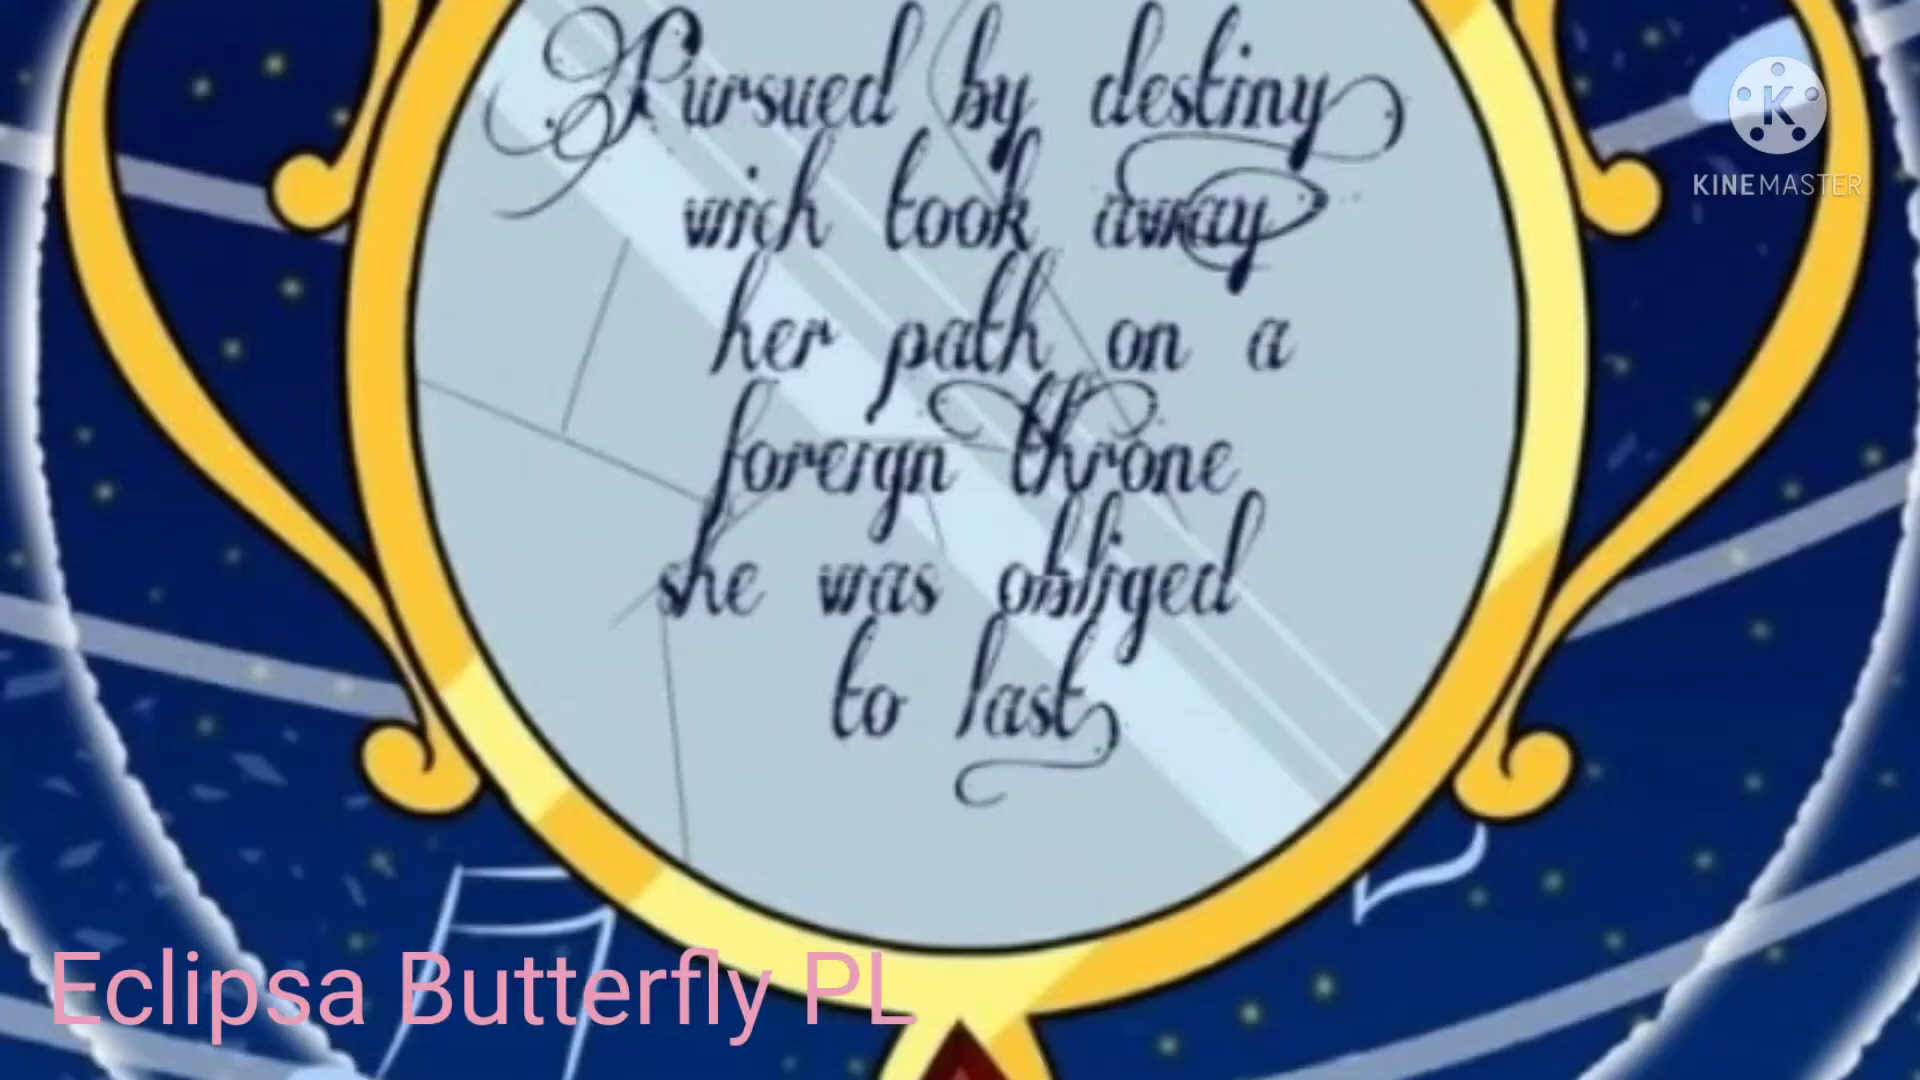 Pursued by destiny
wich took away
her path on a
foreign throne
she was obliged
to last
K
KINEMASTER
Eclipsa Butterfly PL